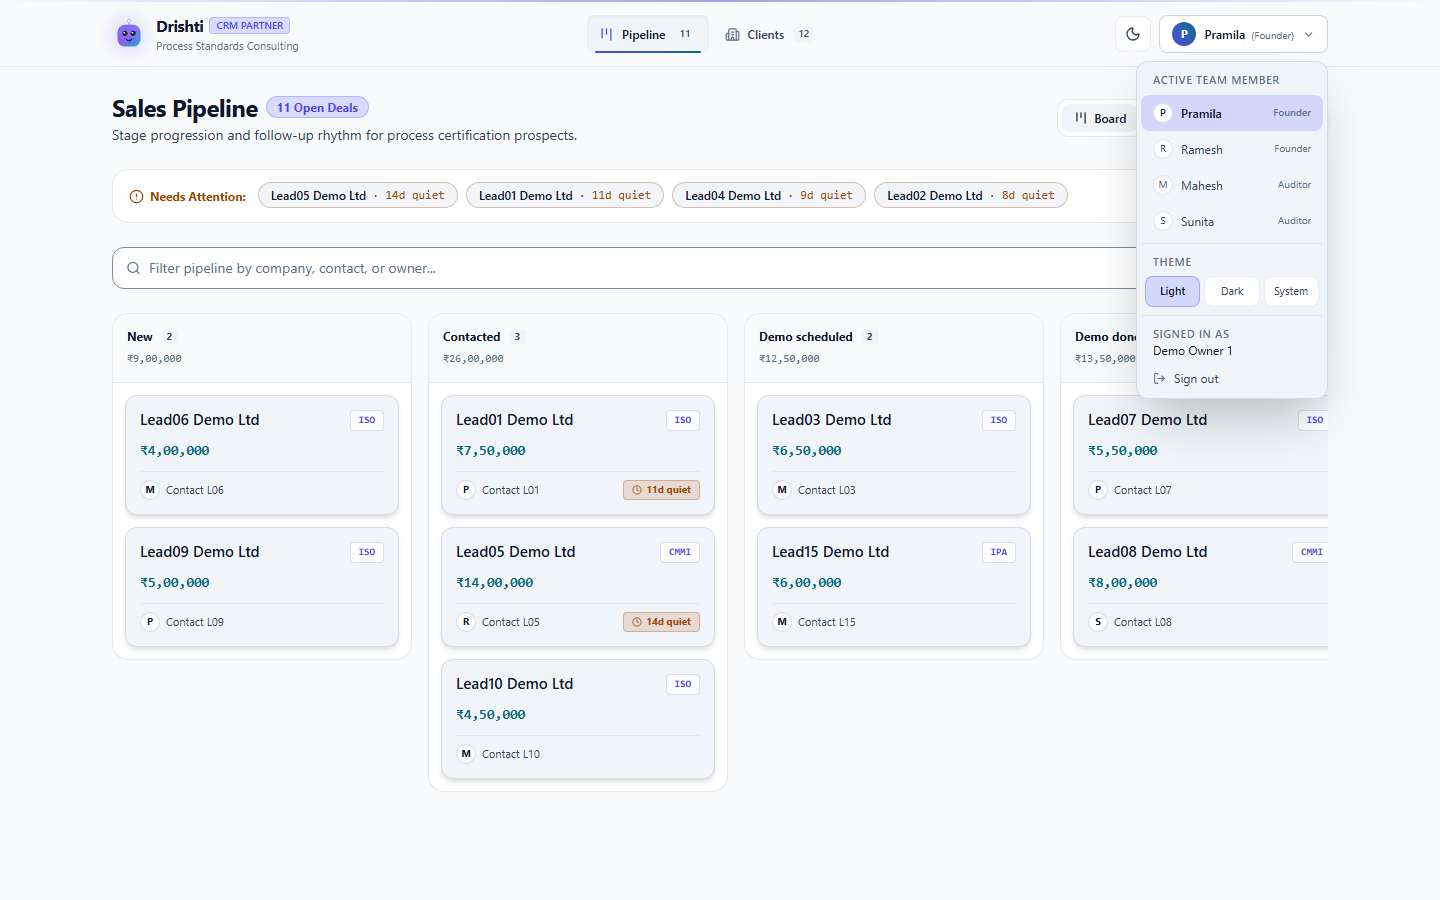 Drishti CRM PARTNER
Process Standards Consulting
Pipeline 11
Clients 12
P Pramila (Founder)
ACTIVE TEAM MEMBER
P Pramila Founder
R Ramesh Founder
M Mahesh Auditor
S Sunita Auditor
THEME
Light Dark System
SIGNED IN AS
Demo Owner 1
Sign out
Sales Pipeline 11 Open Deals
Stage progression and follow-up rhythm for process certification prospects.
Board
Needs Attention: Lead05 Demo Ltd · 14d quiet Lead01 Demo Ltd · 11d quiet Lead04 Demo Ltd · 9d quiet Lead02 Demo Ltd · 8d quiet
Filter pipeline by company, contact, or owner...
New 2
₹9,00,000
Lead06 Demo Ltd ISO
₹4,00,000
M Contact L06
Lead09 Demo Ltd ISO
₹5,00,000
P Contact L09
Contacted 3
₹26,00,000
Lead01 Demo Ltd ISO
₹7,50,000
P Contact L01 11d quiet
Lead05 Demo Ltd CMMI
₹14,00,000
R Contact L05 14d quiet
Lead10 Demo Ltd ISO
₹4,50,000
M Contact L10
Demo scheduled 2
₹12,50,000
Lead03 Demo Ltd ISO
₹6,50,000
M Contact L03
Lead15 Demo Ltd IPA
₹6,00,000
M Contact L15
Demo don
₹13,50,000
Lead07 Demo Ltd ISO
₹5,50,000
P Contact L07
Lead08 Demo Ltd CMMI
₹8,00,000
S Contact L08